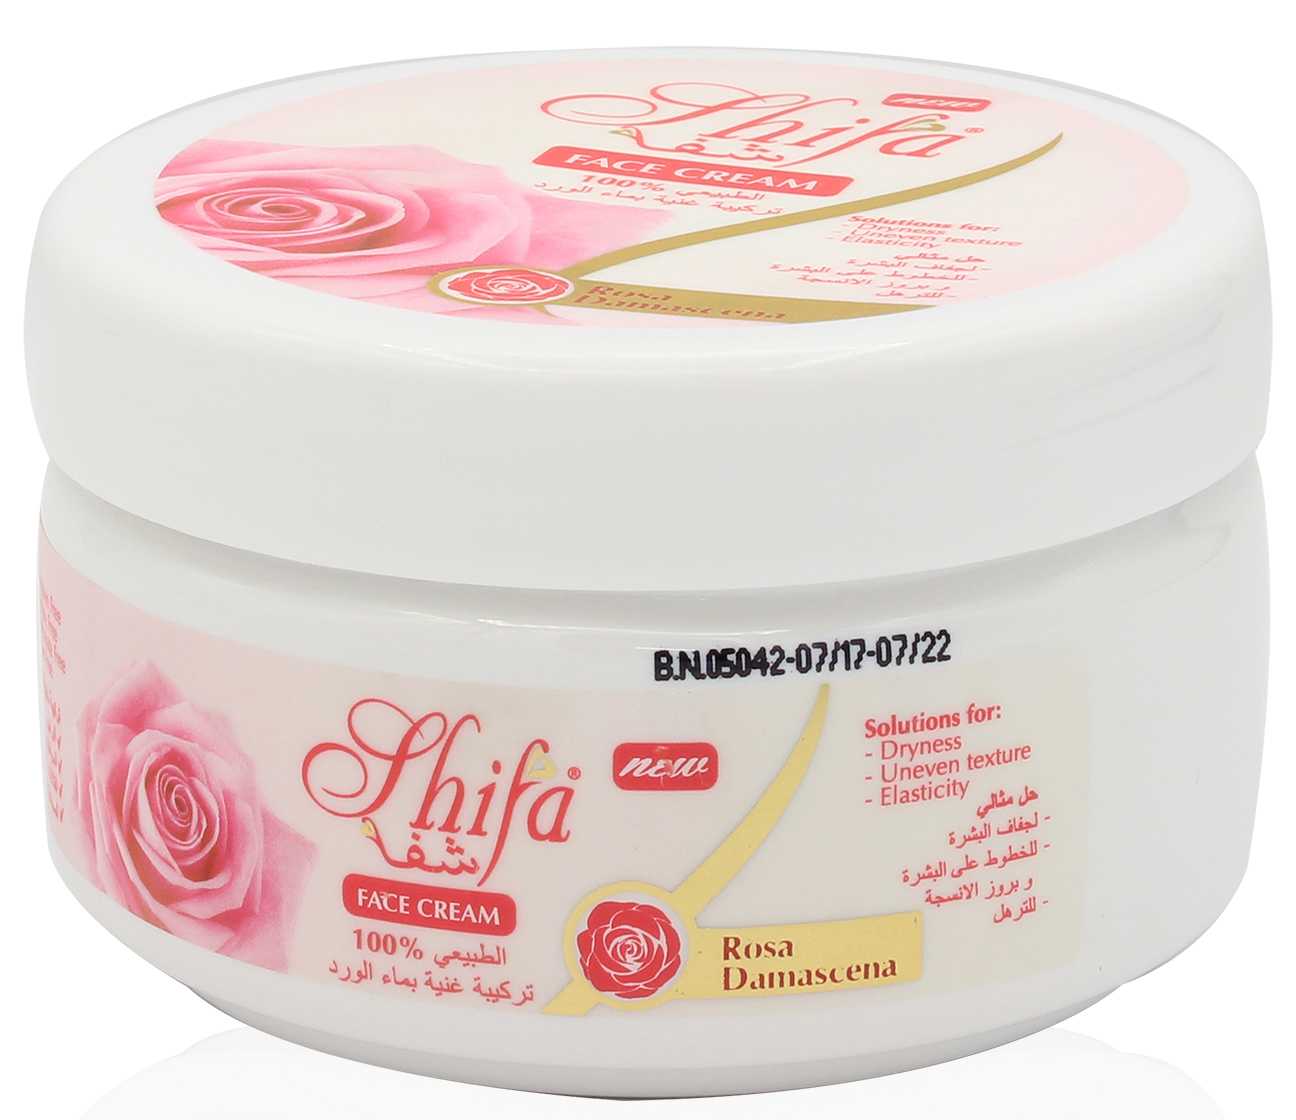 Shifa®
new
شفا
FACE CREAM
100% الطبيعي
تركيبة غنية بماء الورد
Solutions for:
- Dryness
- Uneven texture
- Elasticity
حل مثالي
- لجفاف البشرة
- للخطوط على البشرة
و بروز الانسجة
- للترهل
Rosa
Damascena
B.N.05042-07/17-07/22
Shifa®
new
شفا
FACE CREAM
100% الطبيعي
تركيبة غنية بماء الورد
Solutions for:
- Dryness
- Uneven texture
- Elasticity
حل مثالي
- لجفاف البشرة
- للخطوط على البشرة
و بروز الانسجة
- للترهل
Rosa
Damascena